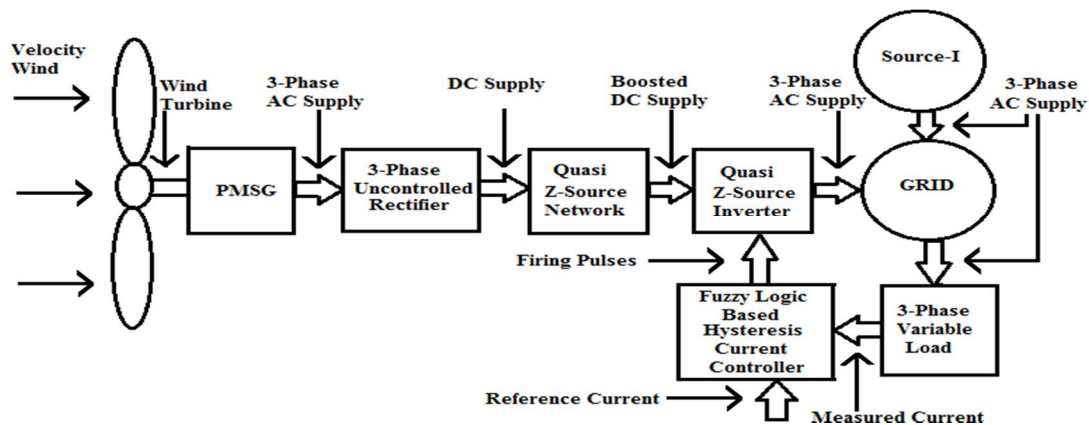 Velocity
Wind
Wind
Turbine
3-Phase
AC Supply
DC Supply
Boosted
DC Supply
3-Phase
AC Supply
Source-I
3-Phase
AC Supply
PMSG
3-Phase
Uncontrolled
Rectifier
Quasi
Z-Source
Network
Quasi
Z-Source
Inverter
GRID
Firing Pulses
Fuzzy Logic
Based
Hysteresis
Current
Controller
3-Phase
Variable
Load
Reference Current
Measured Current